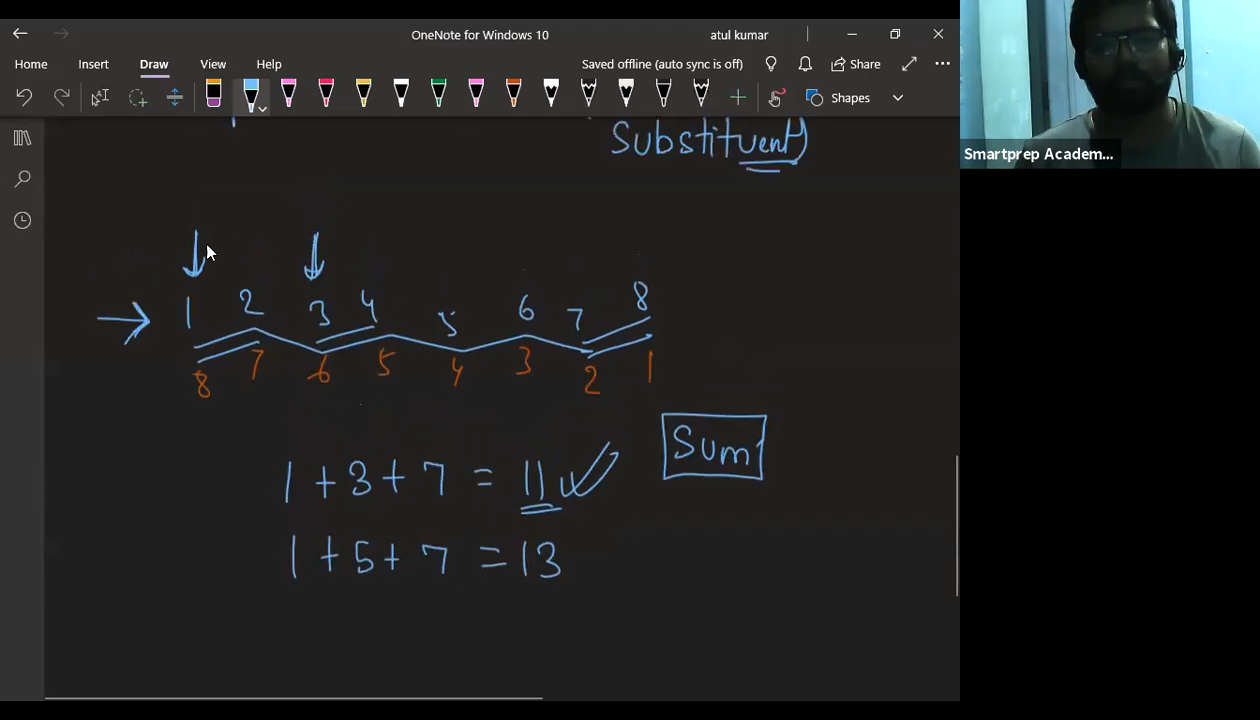 OneNote for Windows 10
atul kumar
Home Insert Draw View Help
Saved offline (auto sync is off)
Share
Shapes
Smartprep Academ...
Substituent)
1 2 3 4 5 6 7 8
8 7 6 5 4 3 2 1
Sum
1 + 3 + 7 = 11
1 + 5 + 7 = 13